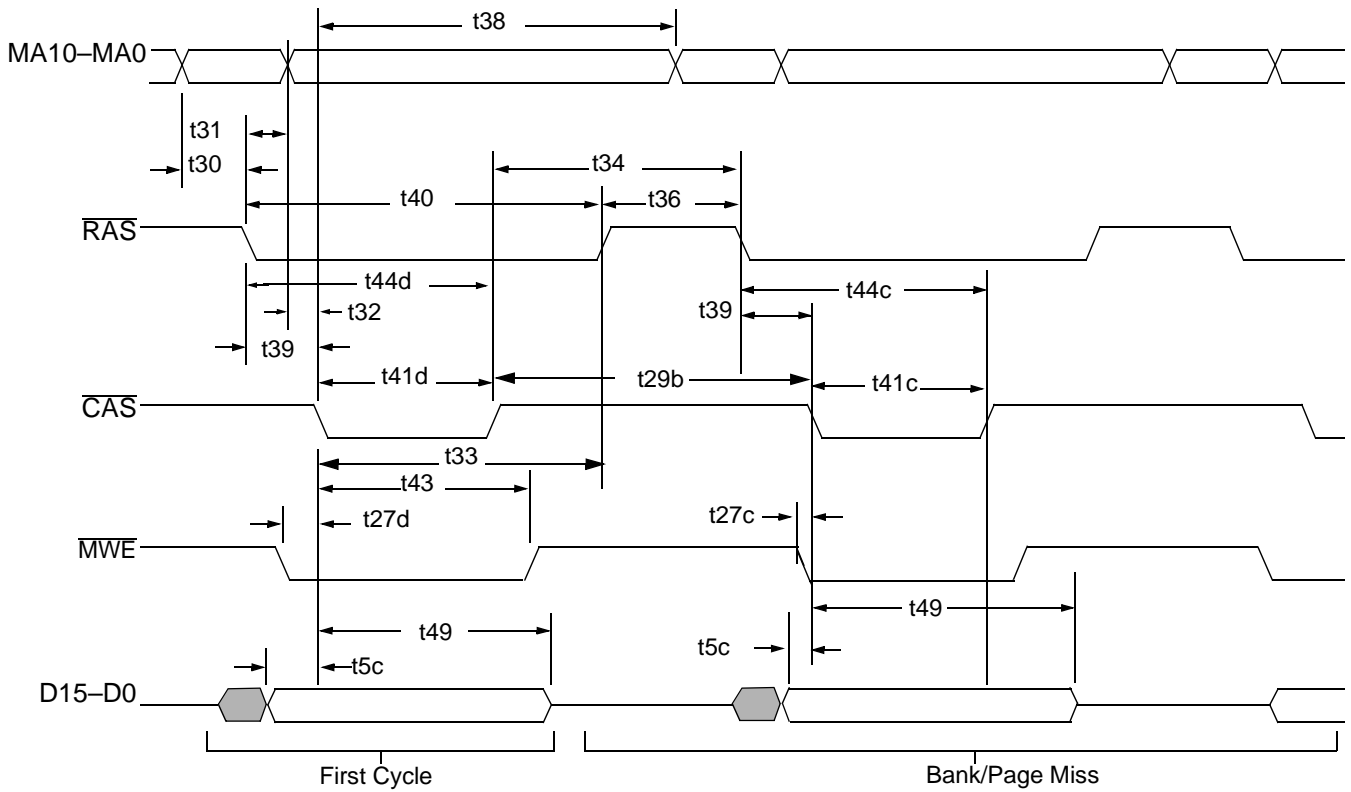 t38
MA10–MA0
t31
t30
t34
t40
t36
RAS
t44d
t44c
t32
t39
t39
t41d
t29b
t41c
CAS
t33
t43
t27d
t27c
MWE
t49
t49
t5c
t5c
D15–D0
First Cycle
Bank/Page Miss